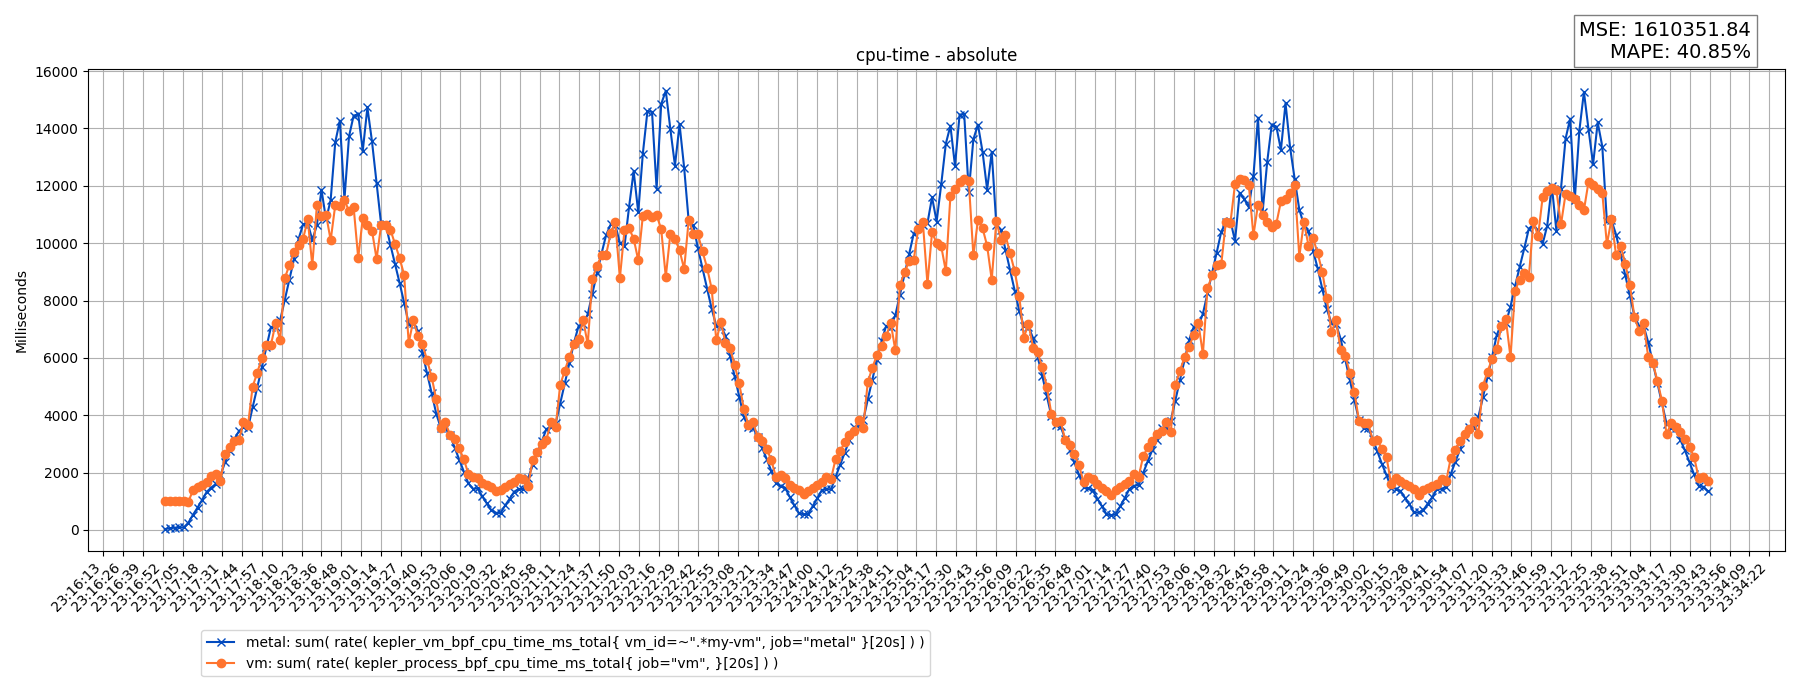 MSE: 1610351.84
MAPE: 40.85%
cpu-time - absolute
Milliseconds
16000
14000
12000
10000
8000
6000
4000
2000
0
23:16:13 23:16:26 23:16:39 23:16:52 23:17:05 23:17:18 23:17:31 23:17:44 23:17:57 23:18:10 23:18:23 23:18:36 23:18:48 23:19:01 23:19:14 23:19:27 23:19:40 23:19:53 23:20:06 23:20:19 23:20:32 23:20:45 23:20:58 23:21:11 23:21:24 23:21:37 23:21:50 23:22:03 23:22:16 23:22:29 23:22:42 23:22:55 23:23:08 23:23:21 23:23:34 23:23:47 23:24:00 23:24:12 23:24:25 23:24:38 23:24:51 23:25:04 23:25:17 23:25:30 23:25:43 23:25:56 23:26:09 23:26:22 23:26:35 23:26:48 23:27:01 23:27:14 23:27:27 23:27:40 23:27:53 23:28:06 23:28:19 23:28:32 23:28:45 23:28:58 23:29:11 23:29:24 23:29:36 23:29:49 23:30:02 23:30:15 23:30:28 23:30:41 23:30:54 23:31:07 23:31:20 23:31:33 23:31:46 23:31:59 23:32:12 23:32:25 23:32:38 23:32:51 23:33:04 23:33:17 23:33:30 23:33:43 23:33:56 23:34:09 23:34:22
metal: sum( rate( kepler_vm_bpf_cpu_time_ms_total{ vm_id=~".*my-vm", job="metal" }[20s] ) )
vm: sum( rate( kepler_process_bpf_cpu_time_ms_total{ job="vm", }[20s] ) )